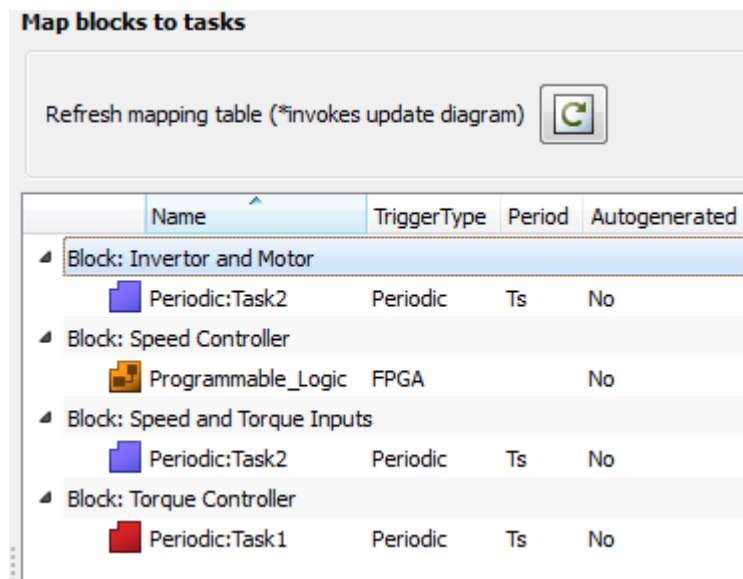 Map blocks to tasks
Refresh mapping table (*invokes update diagram)
Name TriggerType Period Autogenerated
Block: Invertor and Motor
Periodic:Task2 Periodic Ts No
Block: Speed Controller
Programmable_Logic FPGA No
Block: Speed and Torque Inputs
Periodic:Task2 Periodic Ts No
Block: Torque Controller
Periodic:Task1 Periodic Ts No